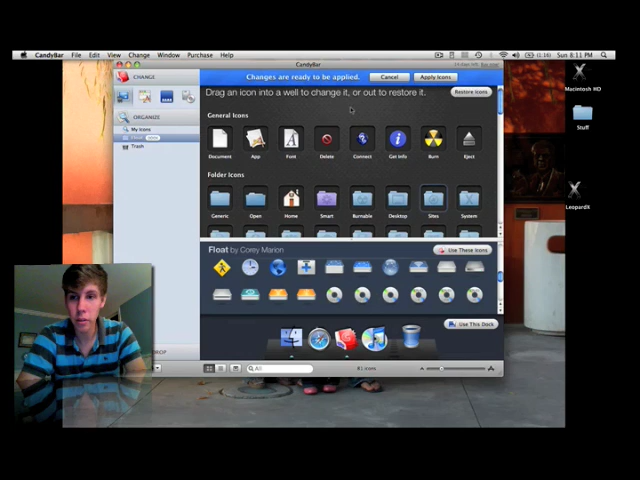 CandyBar File Edit View Change Window Purchase Help
(1:18) Sun 8:11 PM
CandyBar
CHANGE
Changes are ready to be applied.
Cancel
Apply Icons
Drag an icon into a well to change it, or out to restore it.
Restore Icons
General Icons
Document App Font Delete Connect Get Info Burn Eject
Folder Icons
Generic Open Home Smart Burnable Desktop Sites System
ORGANIZE
My Icons
Float
Trash
Float by Corey Marion
Use These Icons
Use This Dock
All
Macintosh HD
Stuff
LeopardX